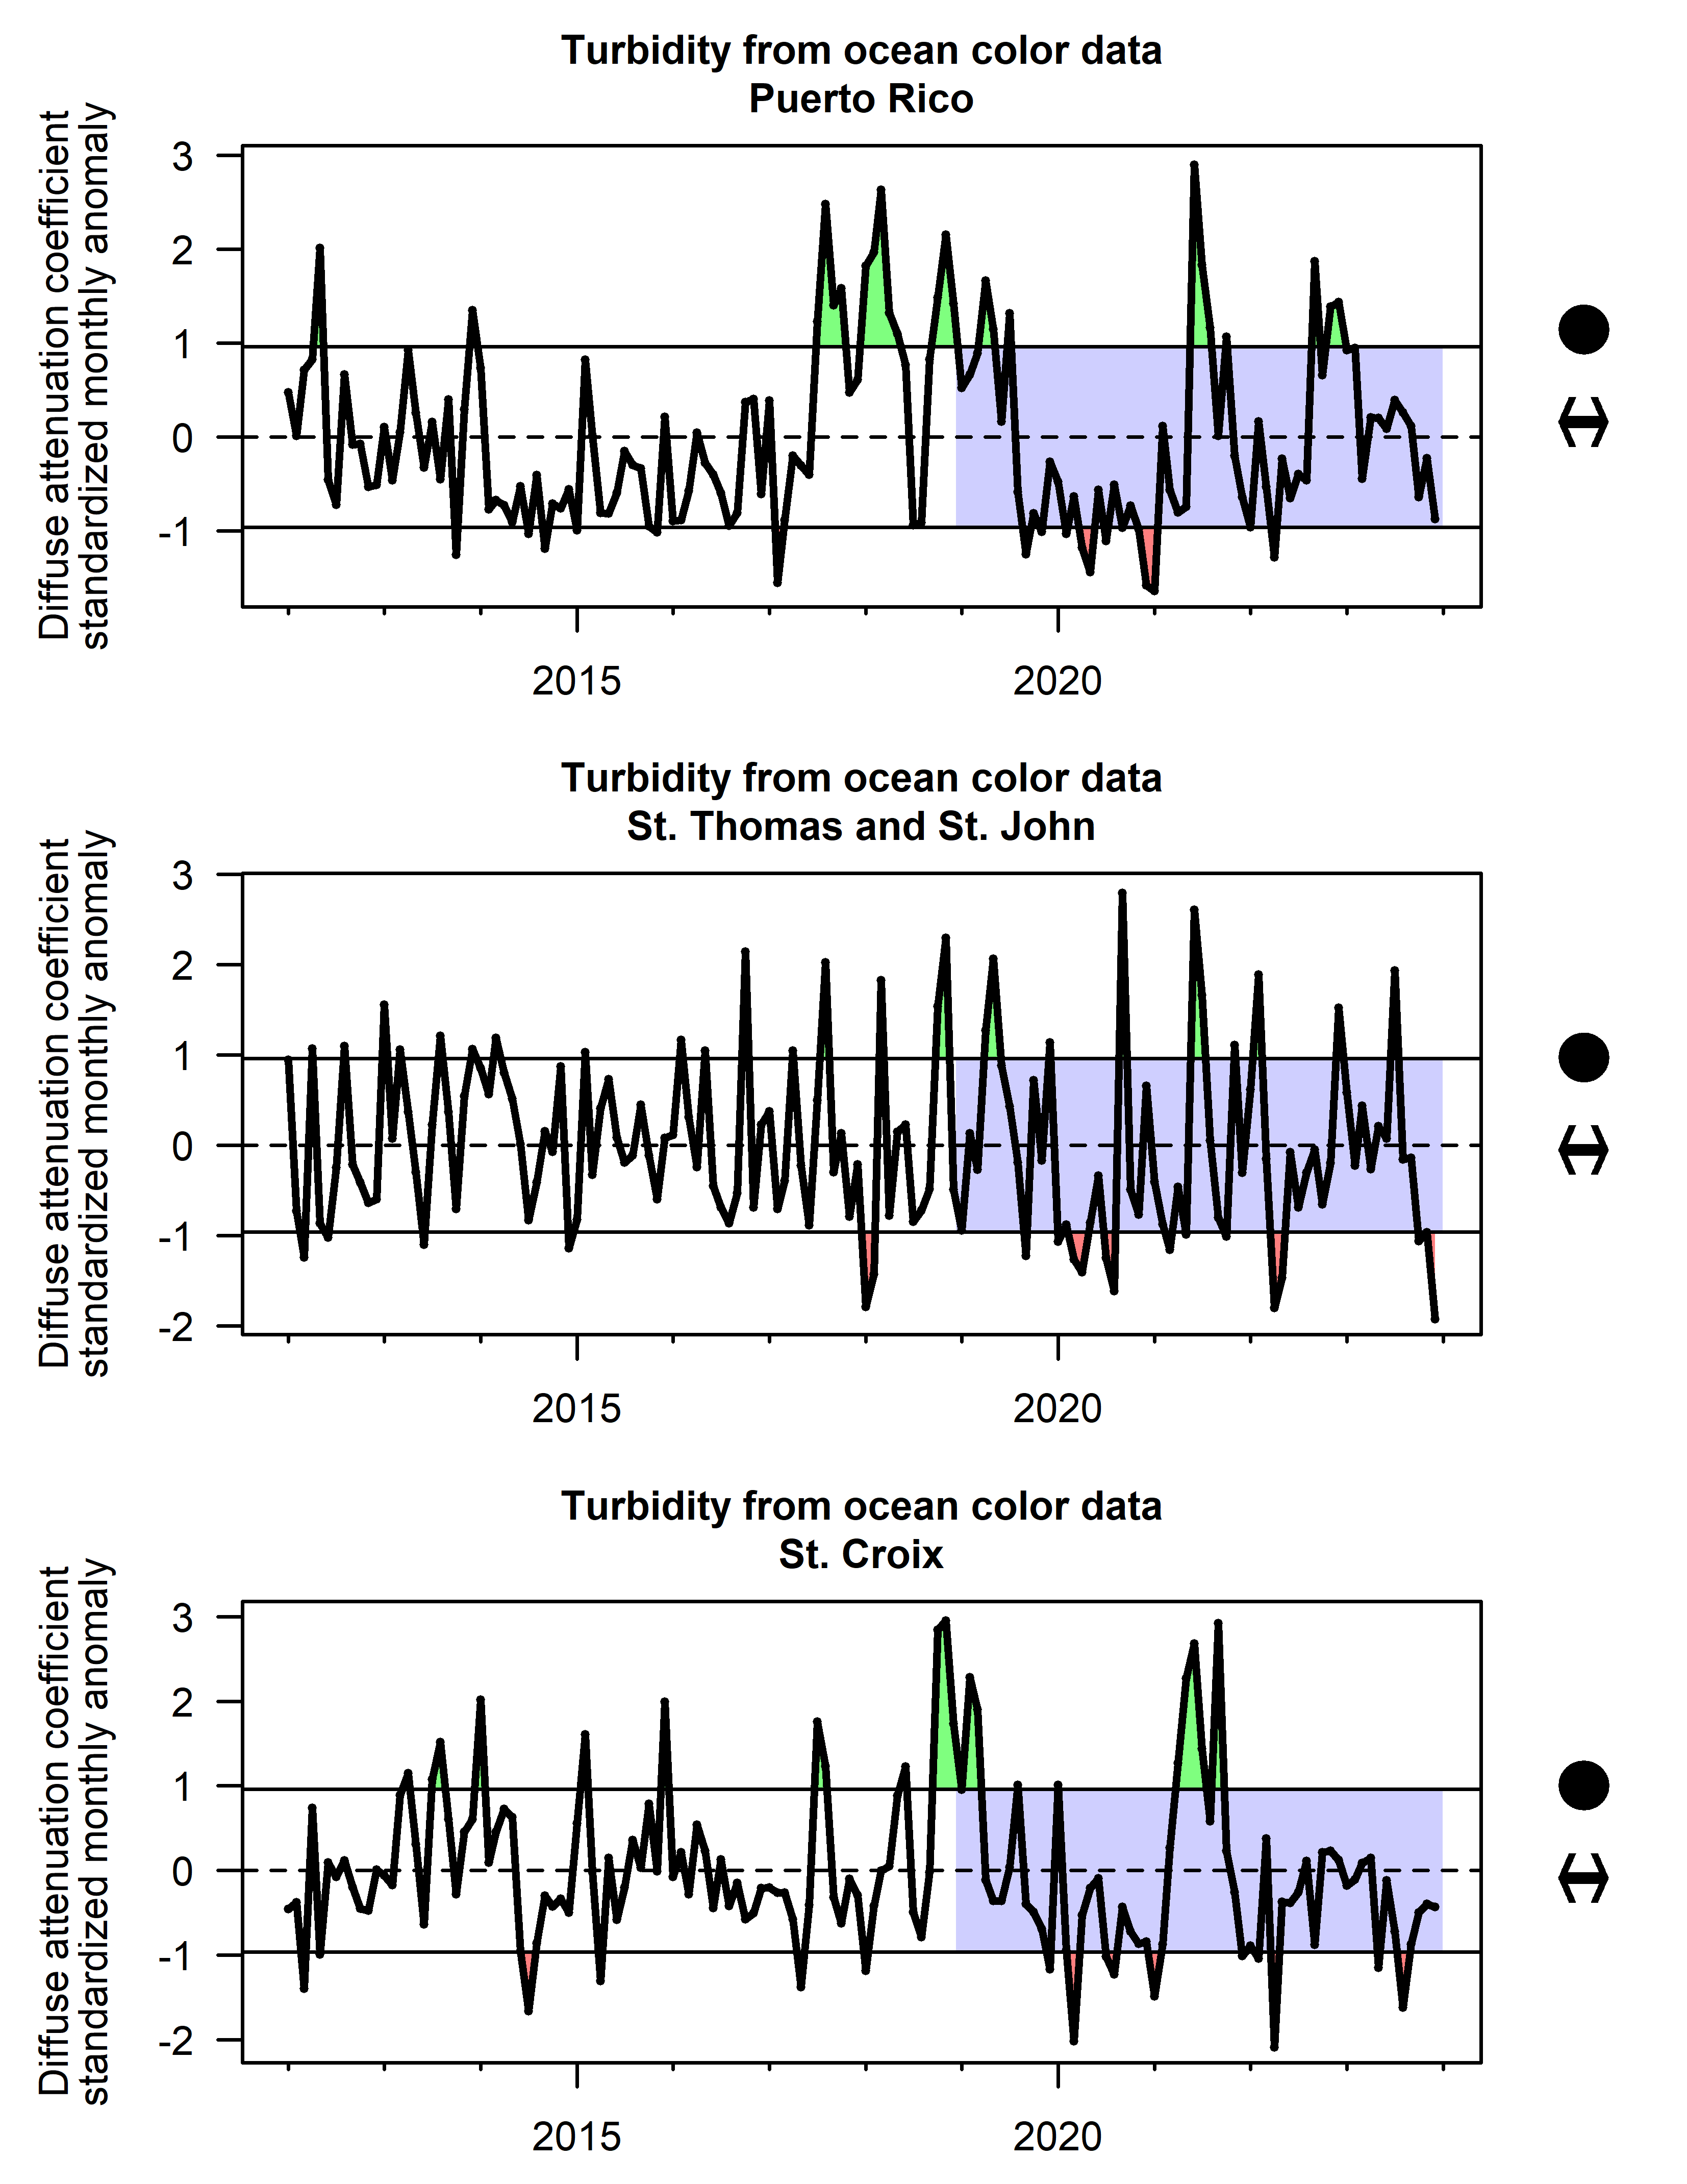 Turbidity from ocean color data
Puerto Rico
Diffuse attenuation coefficient
standardized monthly anomaly
3
2
1
0
-1
2015
2020
Turbidity from ocean color data
St. Thomas and St. John
Diffuse attenuation coefficient
standardized monthly anomaly
3
2
1
0
-1
-2
2015
2020
Turbidity from ocean color data
St. Croix
Diffuse attenuation coefficient
standardized monthly anomaly
3
2
1
0
-1
-2
2015
2020